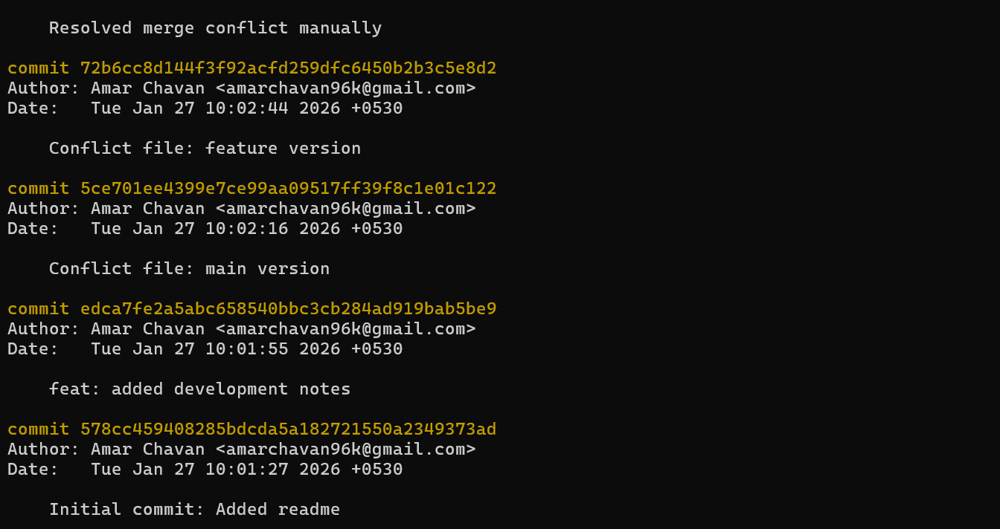 Resolved merge conflict manually
commit 72b6cc8d144f3f92acfd259dfc6450b2b3c5e8d2
Author: Amar Chavan <amarchavan96k@gmail.com>
Date:   Tue Jan 27 10:02:44 2026 +0530
Conflict file: feature version
commit 5ce701ee4399e7ce99aa09517ff39f8c1e01c122
Author: Amar Chavan <amarchavan96k@gmail.com>
Date:   Tue Jan 27 10:02:16 2026 +0530
Conflict file: main version
commit edca7fe2a5abc658540bbc3cb284ad919bab5be9
Author: Amar Chavan <amarchavan96k@gmail.com>
Date:   Tue Jan 27 10:01:55 2026 +0530
feat: added development notes
commit 578cc459408285bdcda5a182721550a2349373ad
Author: Amar Chavan <amarchavan96k@gmail.com>
Date:   Tue Jan 27 10:01:27 2026 +0530
Initial commit: Added readme